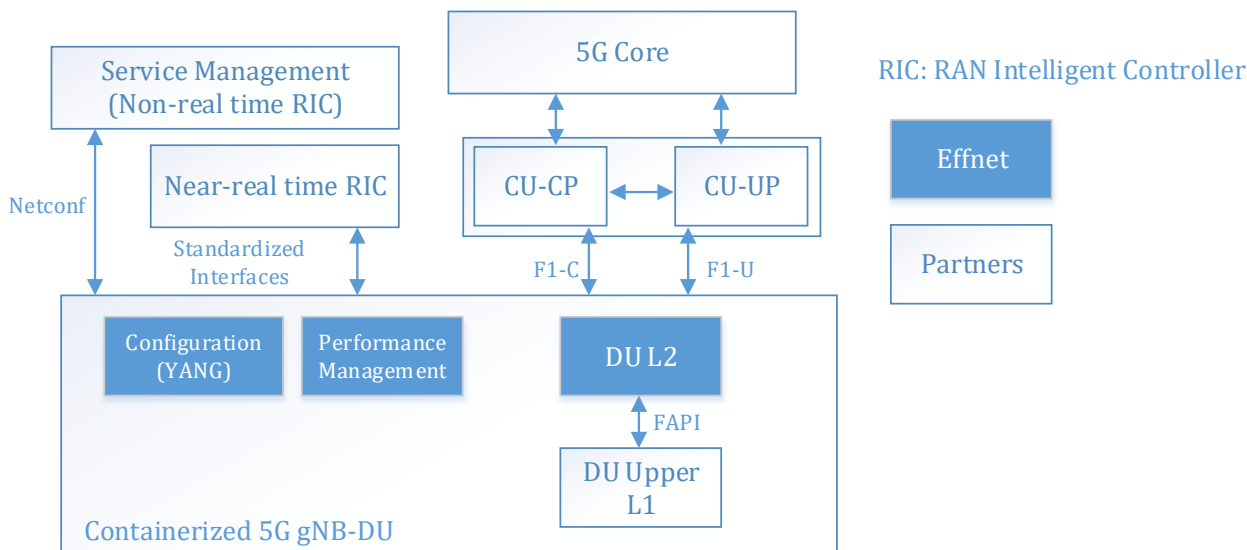 Service Management
(Non-real time RIC)
5G Core
RIC: RAN Intelligent Controller
Effnet
Near-real time RIC
CU-CP
CU-UP
Netconf
Standardized
Interfaces
F1-C
F1-U
Partners
Configuration
(YANG)
Performance
Management
DU L2
FAPI
DU Upper
L1
Containerized 5G gNB-DU